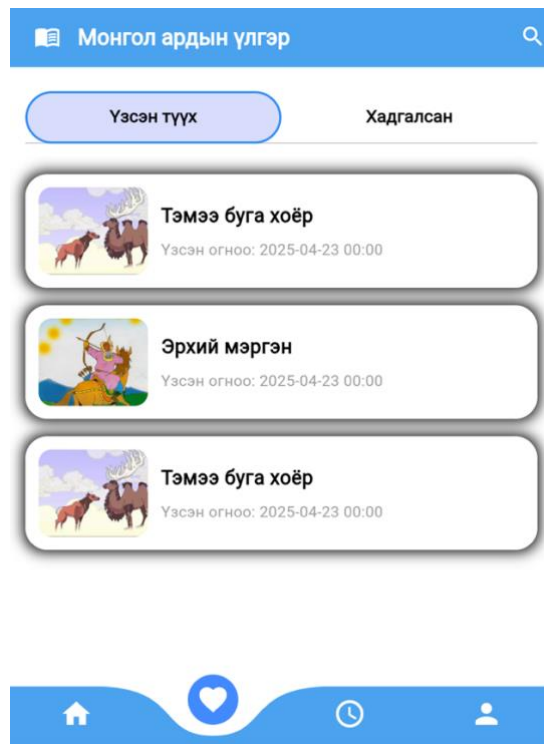 Монгол ардын үлгэр
Үзсэн түүх
Хадгалсан
Тэмээ буга хоёр
Үзсэн огноо: 2025-04-23 00:00
Эрхий мэргэн
Үзсэн огноо: 2025-04-23 00:00
Тэмээ буга хоёр
Үзсэн огноо: 2025-04-23 00:00